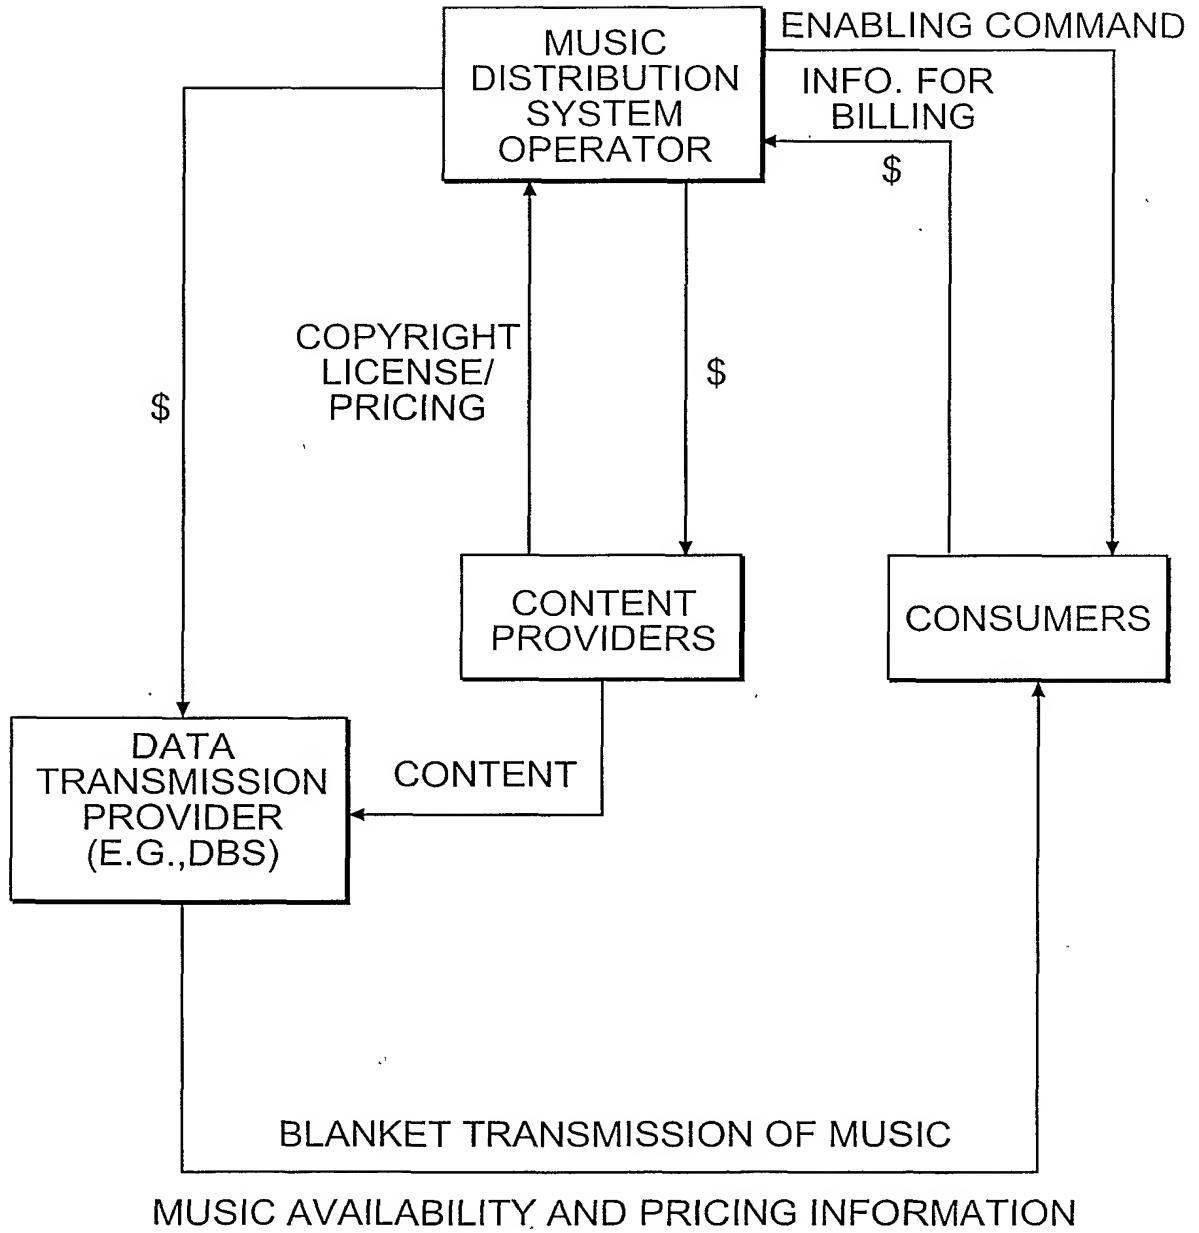 MUSIC
DISTRIBUTION
SYSTEM
OPERATOR
ENABLING COMMAND
INFO. FOR
BILLING
$
COPYRIGHT
LICENSE/
PRICING
$
$
CONTENT
PROVIDERS
CONSUMERS
DATA
TRANSMISSION
PROVIDER
(E.G.,DBS)
CONTENT
BLANKET TRANSMISSION OF MUSIC
MUSIC AVAILABILITY AND PRICING INFORMATION